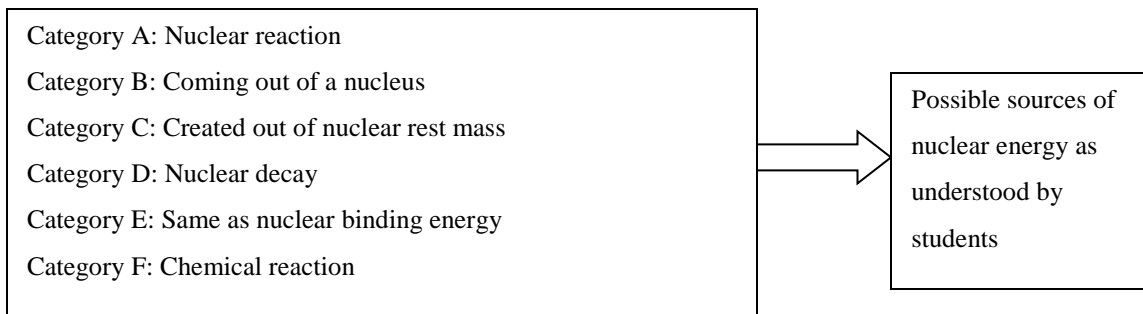 Category A: Nuclear reaction
Category B: Coming out of a nucleus
Category C: Created out of nuclear rest mass
Category D: Nuclear decay
Category E: Same as nuclear binding energy
Category F: Chemical reaction
Possible sources of
nuclear energy as
understood by
students